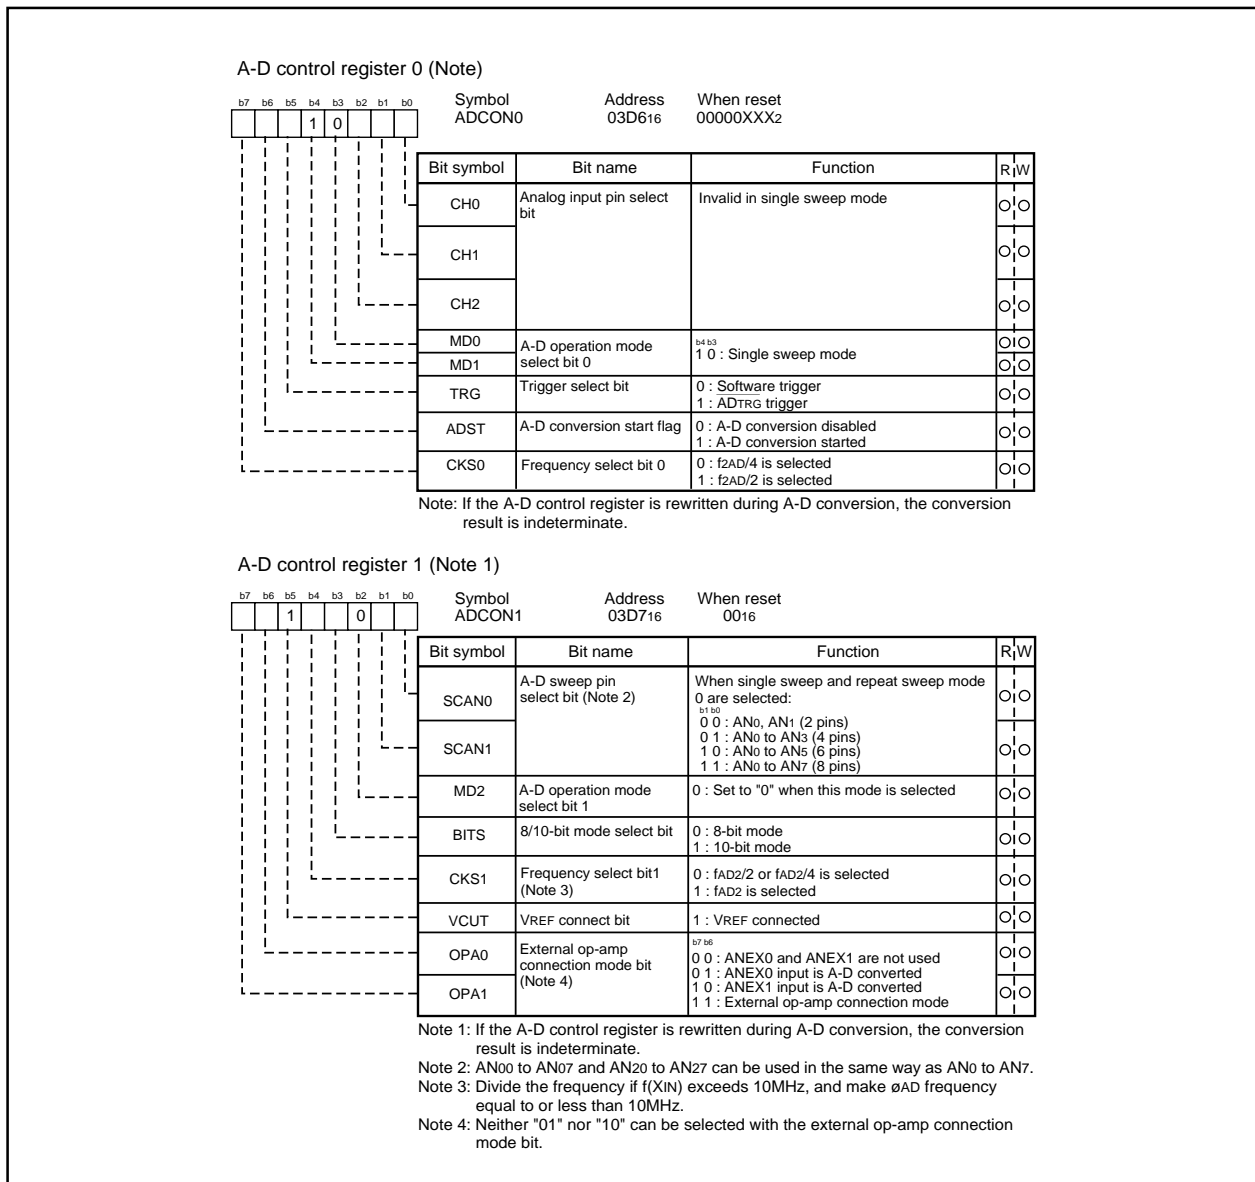 A-D control register 0 (Note)
b7 b6 b5 b4 b3 b2 b1 b0
1 0
Symbol Address When reset
ADCON0 03D616 00000XXX2
Bit symbol Bit name Function R W
CH0 Analog input pin select bit Invalid in single sweep mode
CH1
CH2
MD0 A-D operation mode select bit 0
b4 b3
1 0 : Single sweep mode
MD1
TRG Trigger select bit 0 : Software trigger
1 : ADTRG trigger
ADST A-D conversion start flag 0 : A-D conversion disabled
1 : A-D conversion started
CKS0 Frequency select bit 0 0 : f2AD/4 is selected
1 : f2AD/2 is selected
Note: If the A-D control register is rewritten during A-D conversion, the conversion
result is indeterminate.
A-D control register 1 (Note 1)
b7 b6 b5 b4 b3 b2 b1 b0
1 0
Symbol Address When reset
ADCON1 03D716 0016
Bit symbol Bit name Function R W
SCAN0 A-D sweep pin
select bit (Note 2)
When single sweep and repeat sweep mode
0 are selected:
b1 b0
0 0 : AN0, AN1 (2 pins)
0 1 : AN0 to AN3 (4 pins)
1 0 : AN0 to AN5 (6 pins)
1 1 : AN0 to AN7 (8 pins)
SCAN1
MD2 A-D operation mode
select bit 1
0 : Set to "0" when this mode is selected
BITS 8/10-bit mode select bit 0 : 8-bit mode
1 : 10-bit mode
CKS1 Frequency select bit1
(Note 3)
0 : fAD2/2 or fAD2/4 is selected
1 : fAD2 is selected
VCUT VREF connect bit 1 : VREF connected
OPA0 External op-amp
connection mode bit
(Note 4)
b7 b6
0 0 : ANEX0 and ANEX1 are not used
0 1 : ANEX0 input is A-D converted
1 0 : ANEX1 input is A-D converted
1 1 : External op-amp connection mode
OPA1
Note 1: If the A-D control register is rewritten during A-D conversion, the conversion
result is indeterminate.
Note 2: AN00 to AN07 and AN20 to AN27 can be used in the same way as AN0 to AN7.
Note 3: Divide the frequency if f(XIN) exceeds 10MHz, and make øAD frequency
equal to or less than 10MHz.
Note 4: Neither "01" nor "10" can be selected with the external op-amp connection
mode bit.